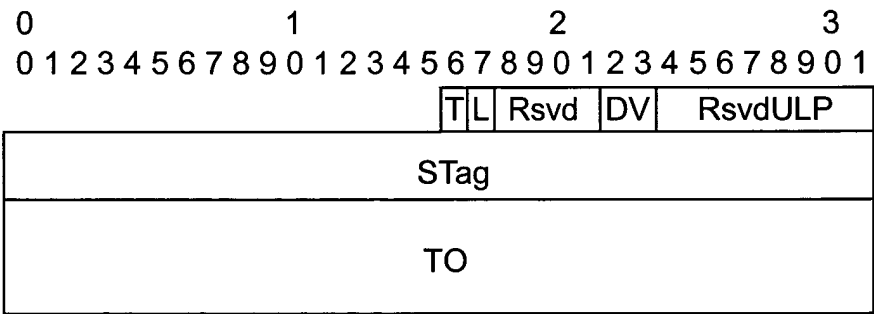 0 1 2 3
0 1 2 3 4 5 6 7 8 9 0 1 2 3 4 5 6 7 8 9 0 1 2 3 4 5 6 7 8 9 0 1
T L Rsvd DV RsvdULP
STag
TO